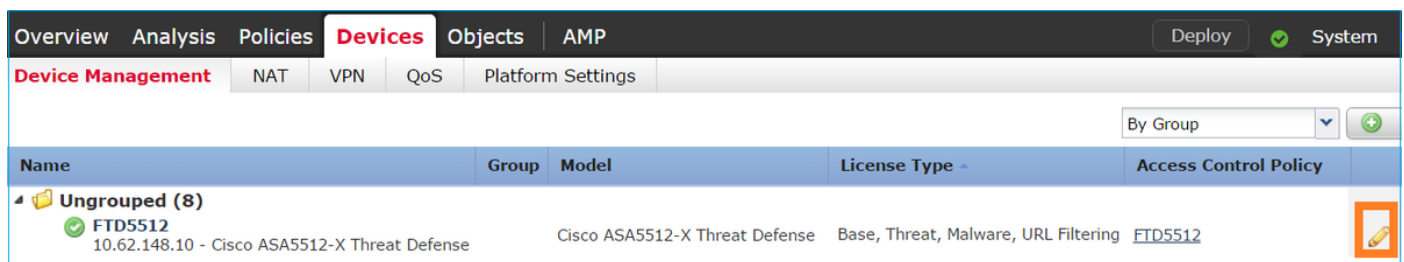 Overview Analysis Policies Devices Objects AMP Deploy System
Device Management NAT VPN QoS Platform Settings
By Group
Name Group Model License Type Access Control Policy
Ungrouped (8)
FTD5512
10.62.148.10 - Cisco ASA5512-X Threat Defense Cisco ASA5512-X Threat Defense Base, Threat, Malware, URL Filtering FTD5512